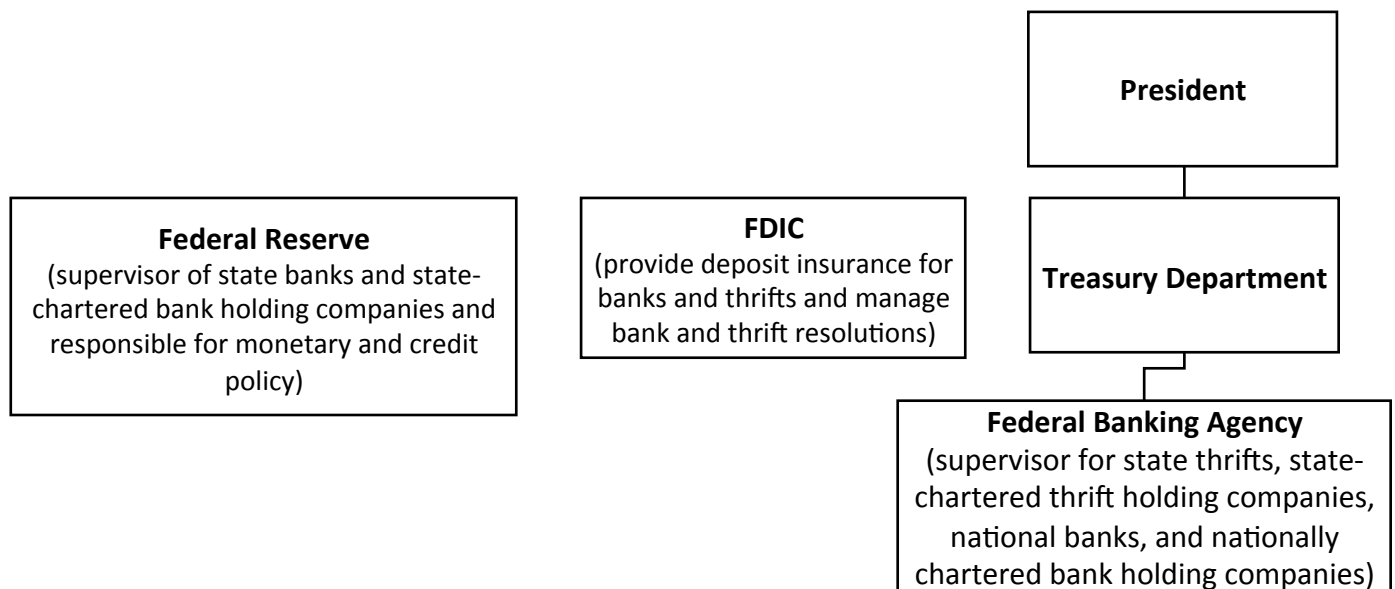 President
Federal Reserve
(supervisor of state banks and state-
chartered bank holding companies and
responsible for monetary and credit
policy)
FDIC
(provide deposit insurance for
banks and thrifts and manage
bank and thrift resolutions)
Treasury Department
Federal Banking Agency
(supervisor for state thrifts, state-
chartered thrift holding companies,
national banks, and nationally
chartered bank holding companies)